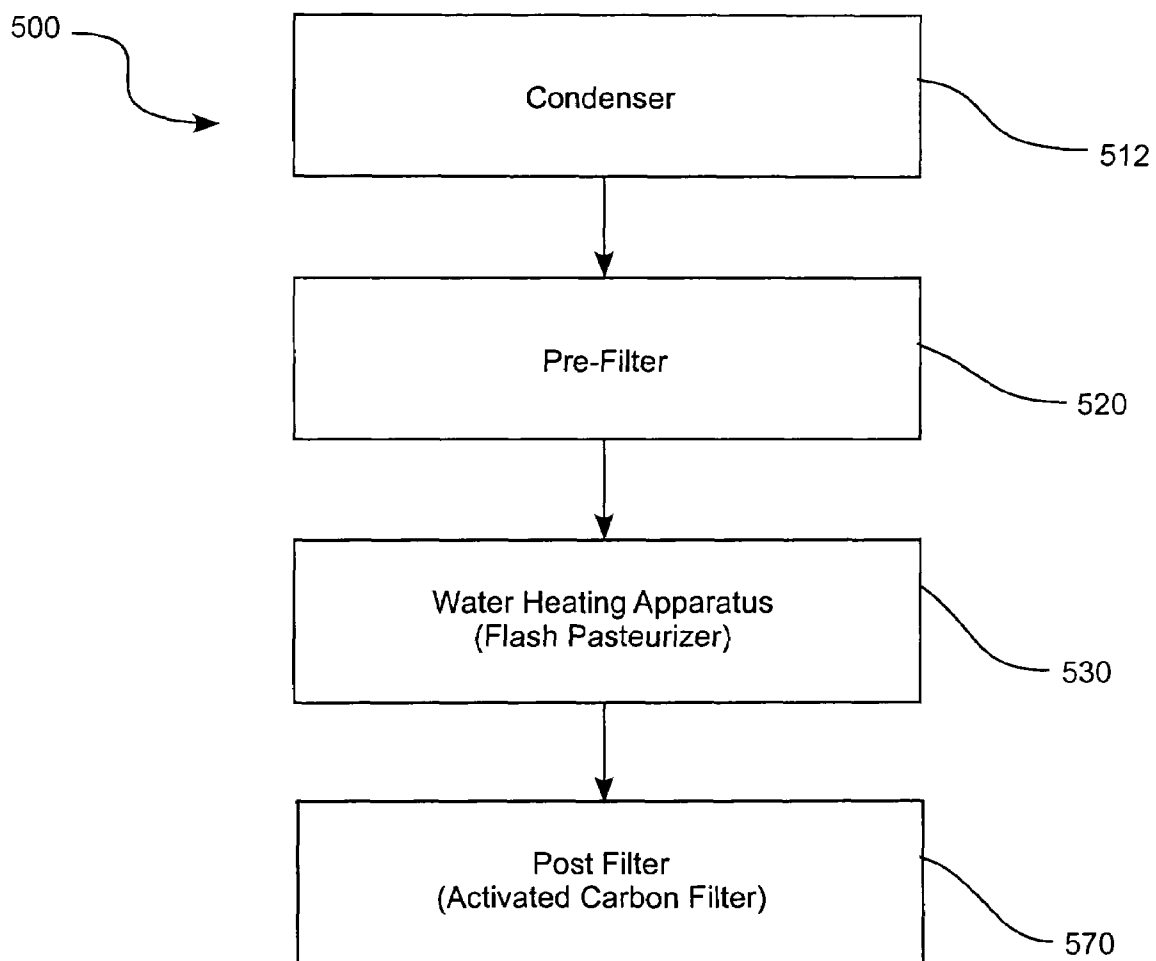 500
Condenser
512
Pre-Filter
520
Water Heating Apparatus
(Flash Pasteurizer)
530
Post Filter
(Activated Carbon Filter)
570